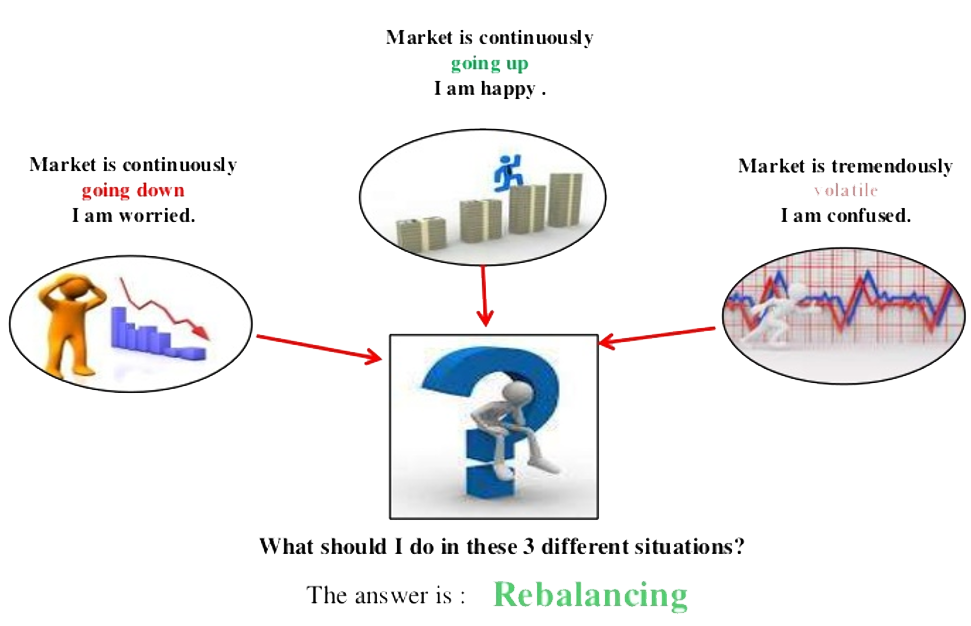 Market is continuously
going up
I am happy .
Market is continuously
going down
I am worried.
Market is tremendously
volatile
I am confused.
What should I do in these 3 different situations?
The answer is : Rebalancing